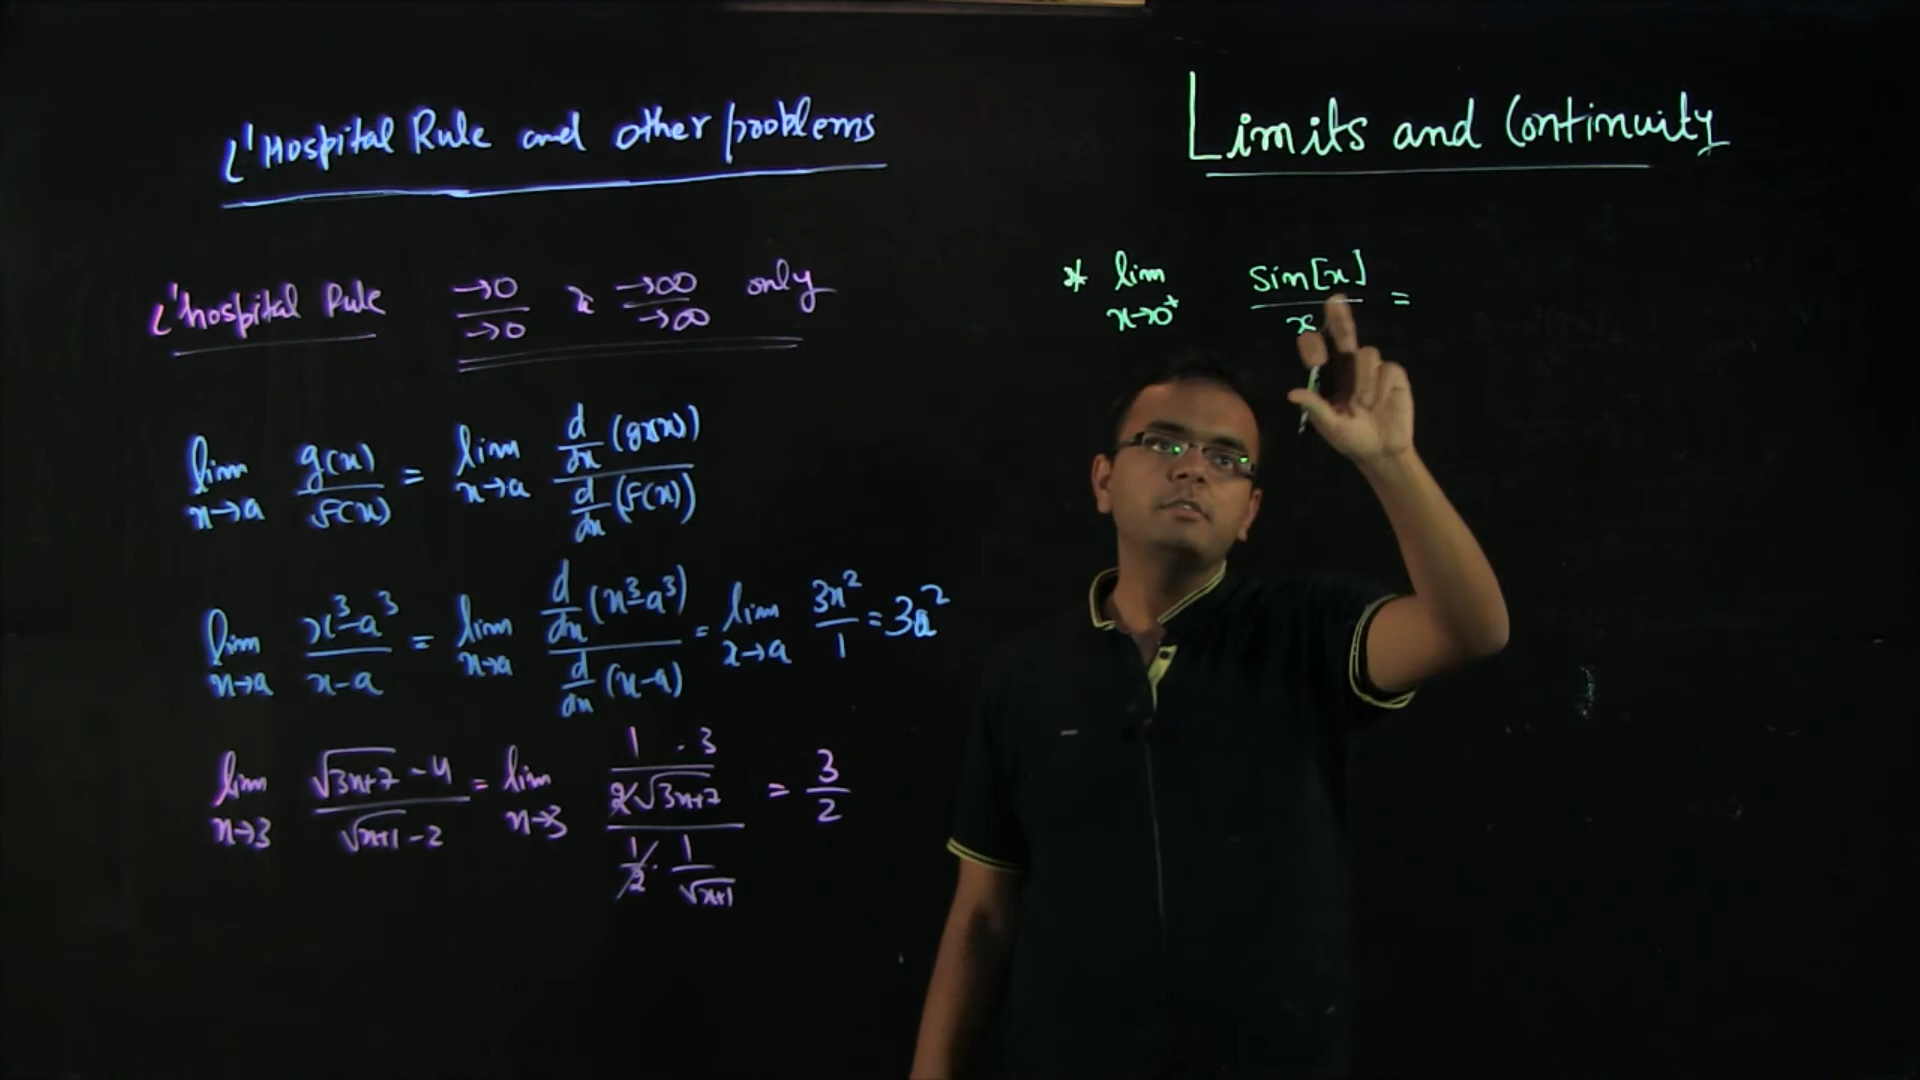 L'Hospital Rule and other problems
Limits and Continuity
L'hospital Rule →0/→0 & →∞/→∞ only
lim x→a g(x)/f(x) = lim x→a d/dx (g(x)) / d/dx (f(x))
lim x→a x³-a³/x-a = lim x→a d/dx (x³-a³) / d/dx (x-a) = lim x→a 3x²/1 = 3a²
lim x→3 √3x+7 -4 / √x+1 -2 = lim x→3 1 . 3 / 2√3x+7 / 1/2 . 1/√x+1 = 3/2
* lim x→0⁺ sin[x]/x =